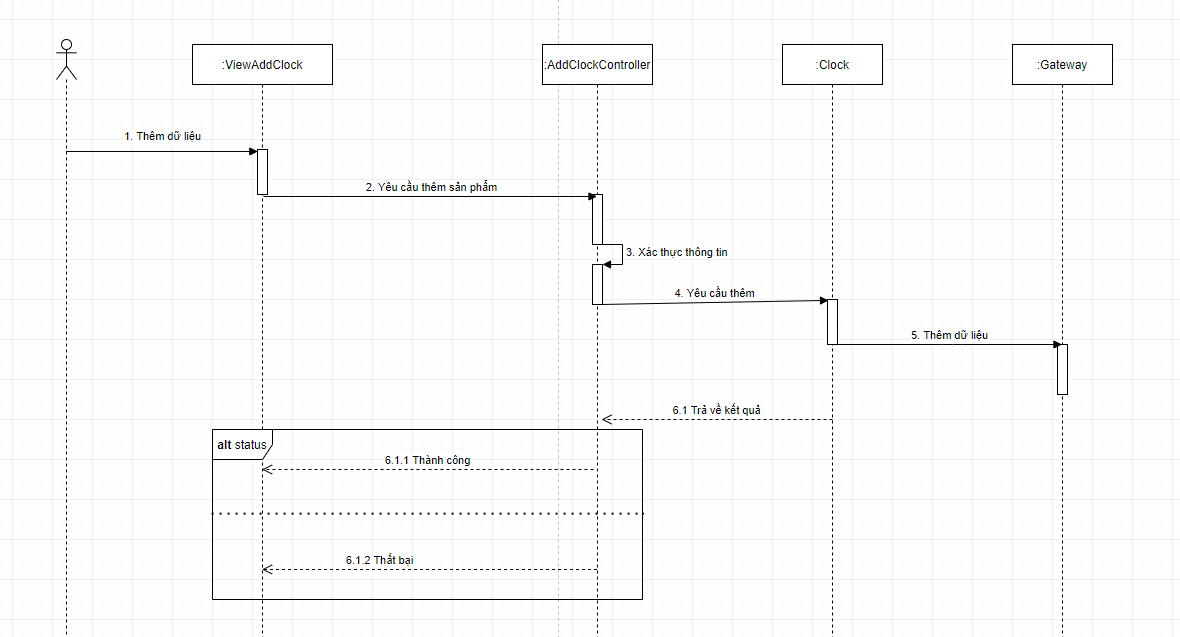 :ViewAddClock
:AddClockController
:Clock
:Gateway
1. Thêm dữ liệu
2. Yêu cầu thêm sản phẩm
3. Xác thực thông tin
4. Yêu cầu thêm
5. Thêm dữ liệu
6.1 Trả về kết quả
alt status
6.1.1 Thành công
6.1.2 Thất bại